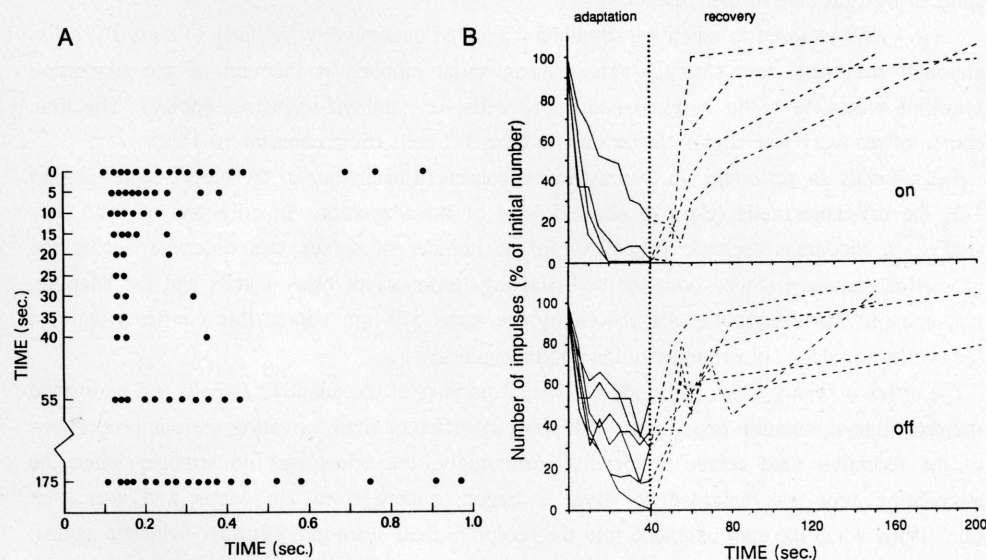 A
TIME (sec.)
0
5
10
15
20
25
30
35
40
55
175
0 0.2 0.4 0.6 0.8 1.0
TIME (sec.)
B
adaptation recovery
Number of impulses (% of initial number)
100
80
60
40
20
0
on
100
80
60
40
20
0
off
0 40 80 120 160 200
TIME (sec.)